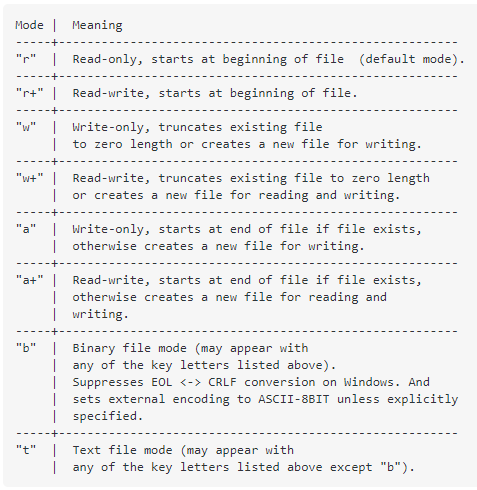 Mode |  Meaning
-----+--------------------------------------------------------
"r"  |  Read-only, starts at beginning of file  (default mode).
-----+--------------------------------------------------------
"r+" |  Read-write, starts at beginning of file.
-----+--------------------------------------------------------
"w"  |  Write-only, truncates existing file
     |  to zero length or creates a new file for writing.
-----+--------------------------------------------------------
"w+" |  Read-write, truncates existing file to zero length
     |  or creates a new file for reading and writing.
-----+--------------------------------------------------------
"a"  |  Write-only, starts at end of file if file exists,
     |  otherwise creates a new file for writing.
-----+--------------------------------------------------------
"a+" |  Read-write, starts at end of file if file exists,
     |  otherwise creates a new file for reading and
     |  writing.
-----+--------------------------------------------------------
"b"  |  Binary file mode (may appear with
     |  any of the key letters listed above).
     |  Suppresses EOL <-> CRLF conversion on Windows. And
     |  sets external encoding to ASCII-8BIT unless explicitly
     |  specified.
-----+--------------------------------------------------------
"t"  |  Text file mode (may appear with
     |  any of the key letters listed above except "b").